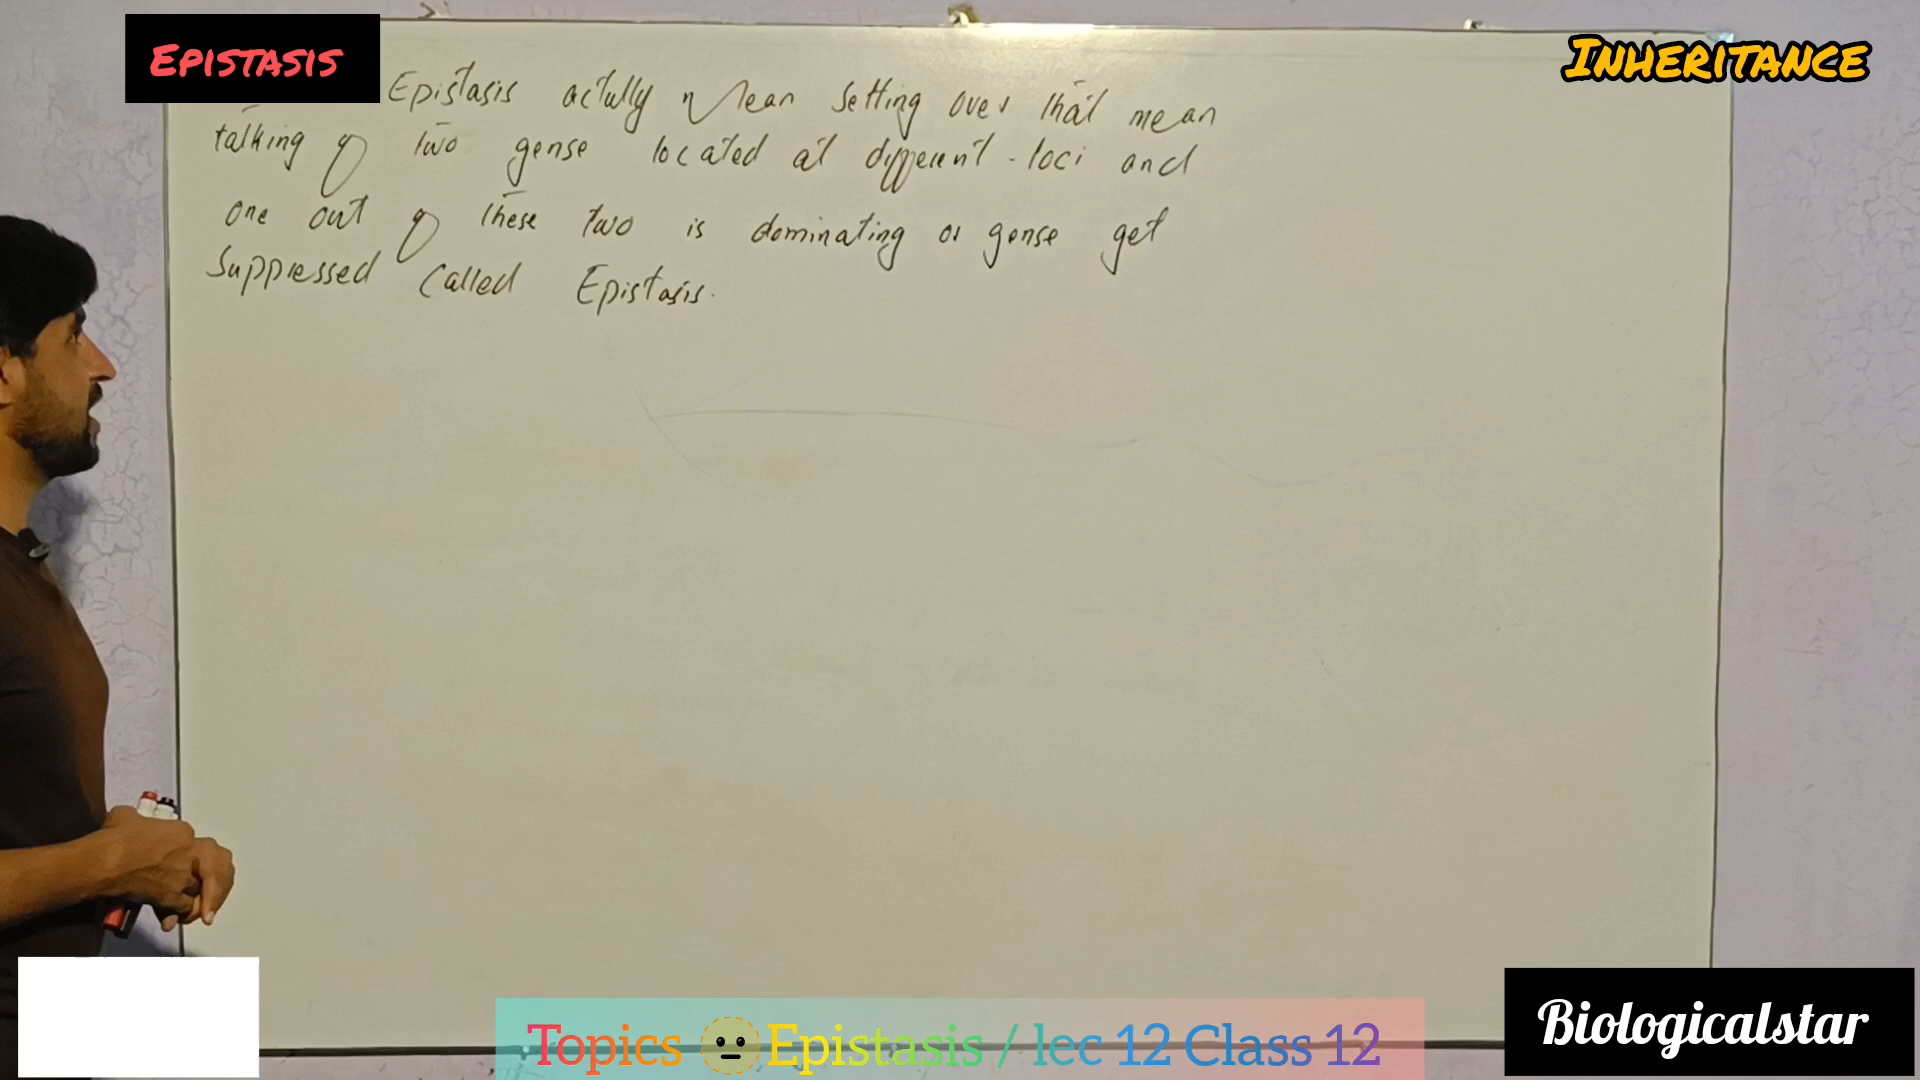 Epistasis
Inheritance
Epistasis actully mean Setting over that mean
talking of two gense located at different loci and
one out of these two is dominating or gense get
Suppressed Called Epistasis.
Topics 😐 Epistasis / lec 12 Class 12
Biologicalstar